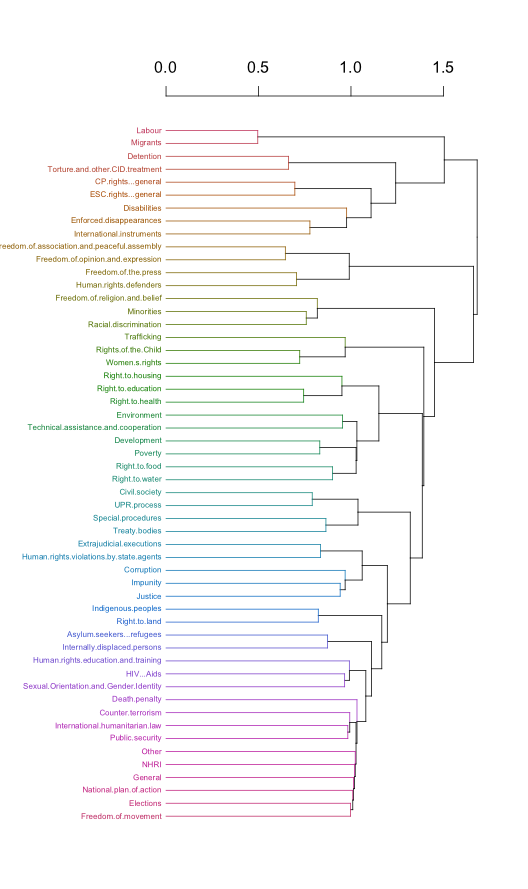 0.0 0.5 1.0 1.5
Labour
Migrants
Detention
Torture.and.other.CID.treatment
CP.rights...general
ESC.rights...general
Disabilities
Enforced.disappearances
International.instruments
reedom.of.association.and.peaceful.assembly
Freedom.of.opinion.and.expression
Freedom.of.the.press
Human.rights.defenders
Freedom.of.religion.and.belief
Minorities
Racial.discrimination
Trafficking
Rights.of.the.Child
Women.s.rights
Right.to.housing
Right.to.education
Right.to.health
Environment
Technical.assistance.and.cooperation
Development
Poverty
Right.to.food
Right.to.water
Civil.society
UPR.process
Special.procedures
Treaty.bodies
Extrajudicial.executions
Human.rights.violations.by.state.agents
Corruption
Impunity
Justice
Indigenous.peoples
Right.to.land
Asylum.seekers...refugees
Internally.displaced.persons
Human.rights.education.and.training
HIV...Aids
Sexual.Orientation.and.Gender.Identity
Death.penalty
Counter.terrorism
International.humanitarian.law
Public.security
Other
NHRI
General
National.plan.of.action
Elections
Freedom.of.movement